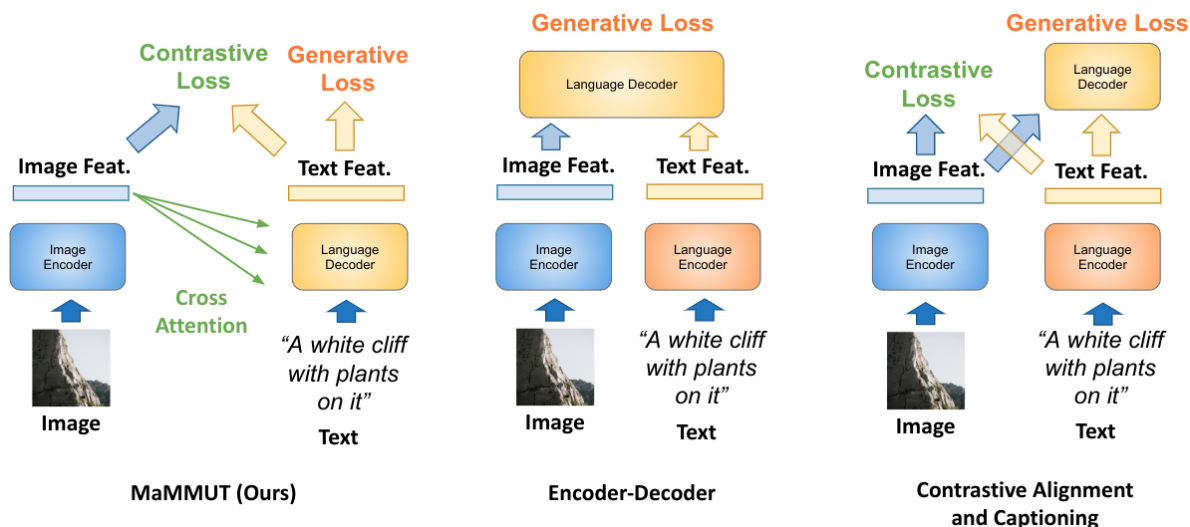 Contrastive
Loss
Generative
Loss
Image Feat.
Text Feat.
Image
Encoder
Language
Decoder
Cross
Attention
Image
“A white cliff
with plants
on it”
Text
MaMMUT (Ours)
Generative Loss
Language Decoder
Image Feat.
Text Feat.
Image
Encoder
Language
Encoder
Image
“A white cliff
with plants
on it”
Text
Encoder-Decoder
Generative Loss
Contrastive
Loss
Language
Decoder
Image Feat.
Text Feat.
Image
Encoder
Language
Encoder
Image
“A white cliff
with plants
on it”
Text
Contrastive Alignment
and Captioning